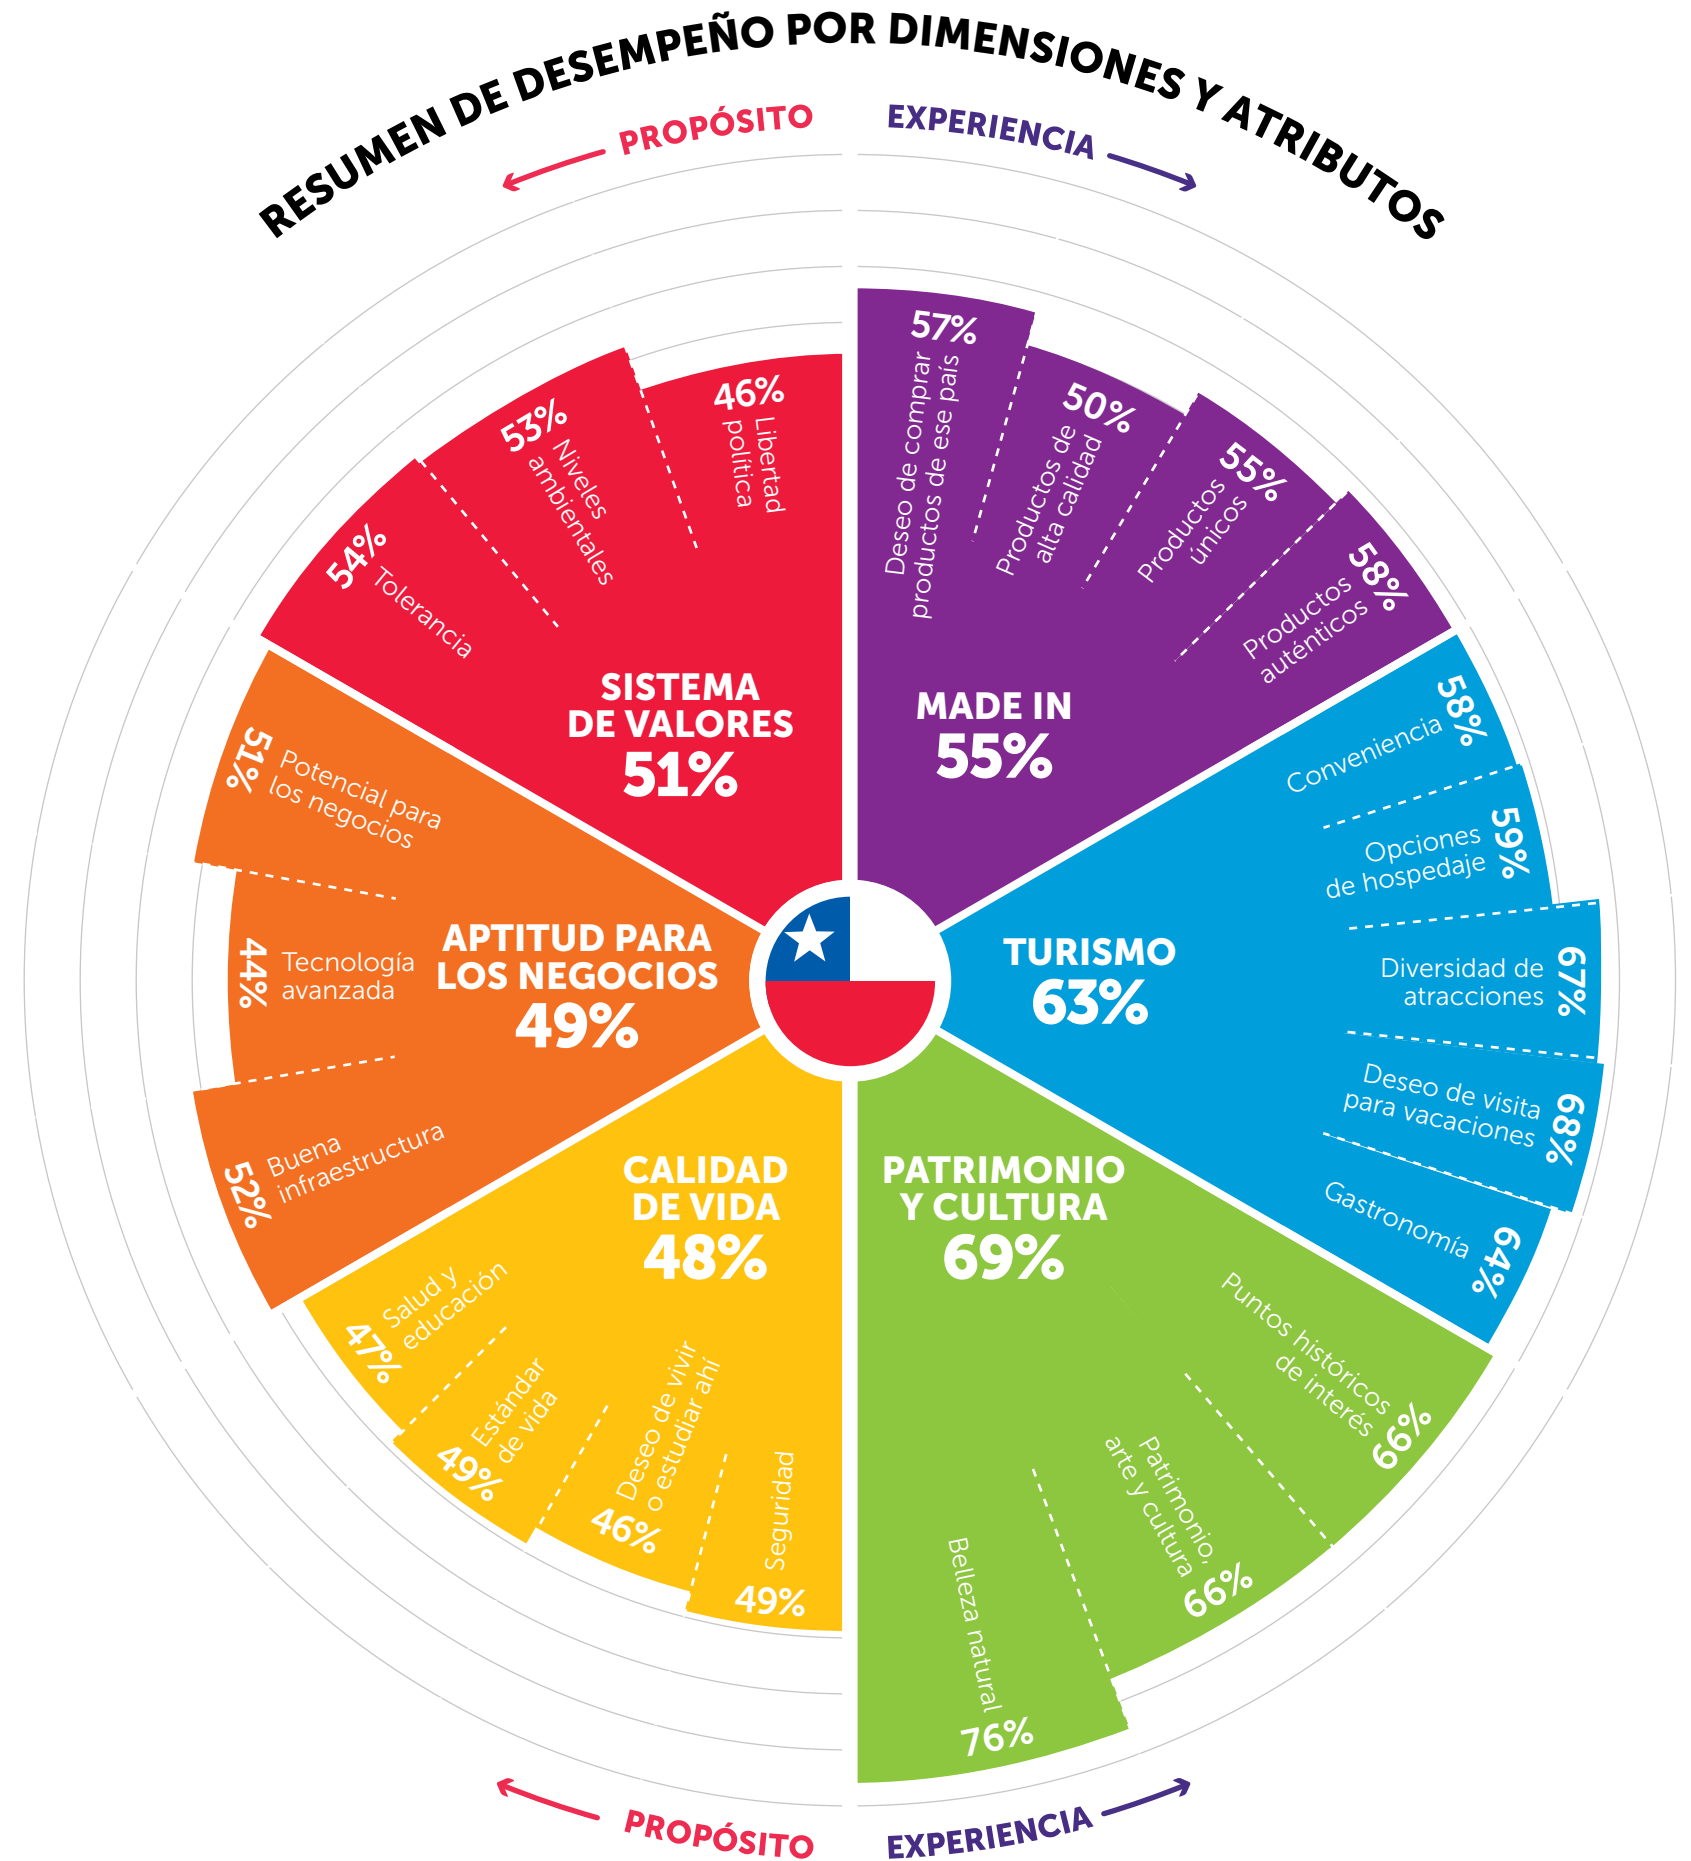 RESUMEN DE DESEMPEÑO POR DIMENSIONES Y ATRIBUTOS
PROPÓSITO
EXPERIENCIA
57%
Deseo de comprar
productos de ese país
50%
Productos de
alta calidad
55%
Productos
únicos
58%
Productos
auténticos
MADE IN
55%
58%
Conveniencia
59%
Opciones
de hospedaje
67%
Diversidad de
atracciones
68%
Deseo de visita
para vacaciones
64%
Gastronomía
TURISMO
63%
PATRIMONIO
Y CULTURA
69%
Puntos históricos
de interés
69%
Patrimonio,
arte y cultura
66%
Belleza natural
76%
CALIDAD
DE VIDA
48%
Seguridad
49%
Deseo de vivir
o estudiar ahí
46%
Estándar
de vida
49%
Salud y
educación
47%
APTITUD PARA
LOS NEGOCIOS
49%
Buena
infraestructura
52%
Tecnología
avanzada
44%
Potencial para
los negocios
51%
SISTEMA
DE VALORES
51%
54%
Tolerancia
53%
Niveles
ambientales
46%
Libertad
política
PROPÓSITO
EXPERIENCIA